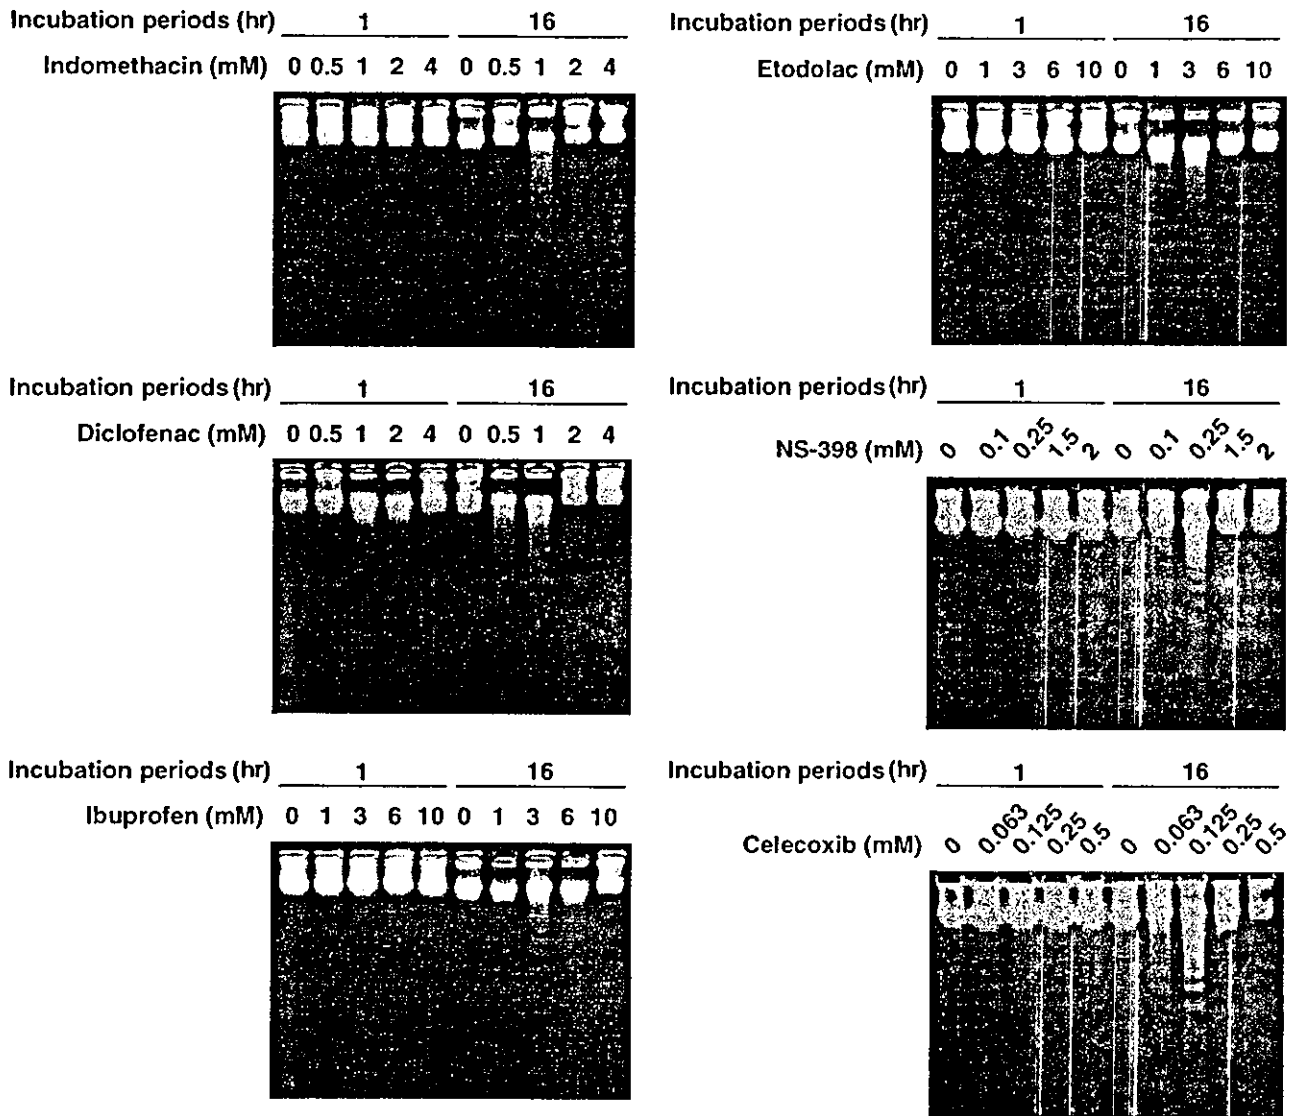 Incubation periods (hr) 1 16
Indomethacin (mM) 0 0.5 1 2 4 0 0.5 1 2 4
Incubation periods (hr) 1 16
Etodolac (mM) 0 1 3 6 10 0 1 3 6 10
Incubation periods (hr) 1 16
Diclofenac (mM) 0 0.5 1 2 4 0 0.5 1 2 4
Incubation periods (hr) 1 16
NS-398 (mM) 0 0.1 0.25 1.5 2 0 0.1 0.25 1.5 2
Incubation periods (hr) 1 16
Ibuprofen (mM) 0 1 3 6 10 0 1 3 6 10
Incubation periods (hr) 1 16
Celecoxib (mM) 0 0.063 0.125 0.25 0.5 0 0.063 0.125 0.25 0.5